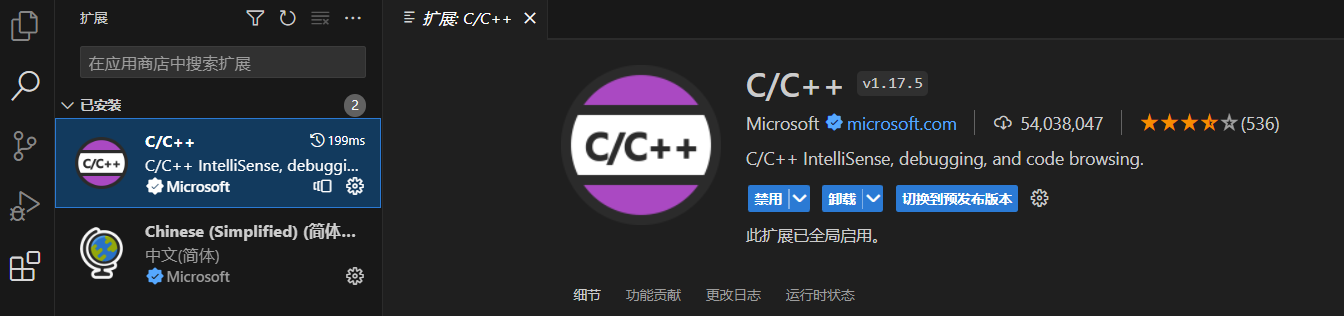 扩展
在应用商店中搜索扩展
已安装 2
C/C++ 199ms
C/C++ IntelliSense, debuggi...
Microsoft
Chinese (Simplified) (简体...
中文(简体)
Microsoft
扩展: C/C++
C/C++
C/C++ v1.17.5
Microsoft microsoft.com 54,038,047 (536)
C/C++ IntelliSense, debugging, and code browsing.
禁用 卸载 切换到预发布版本
此扩展已全局启用。
细节 功能贡献 更改日志 运行时状态
C/C++